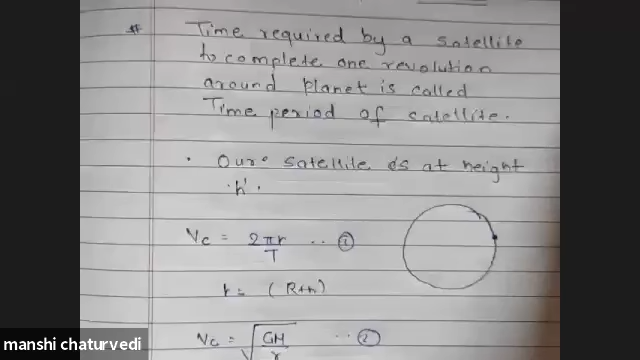 # Time required by a satellite
to complete one revolution
around planet is called
Time period of satellite.
• Our satellite is at height
'h'.
Vc = 2πr/T .. ①
r = (R+h)
Vc = √GM/r .. ②
manshi chaturvedi